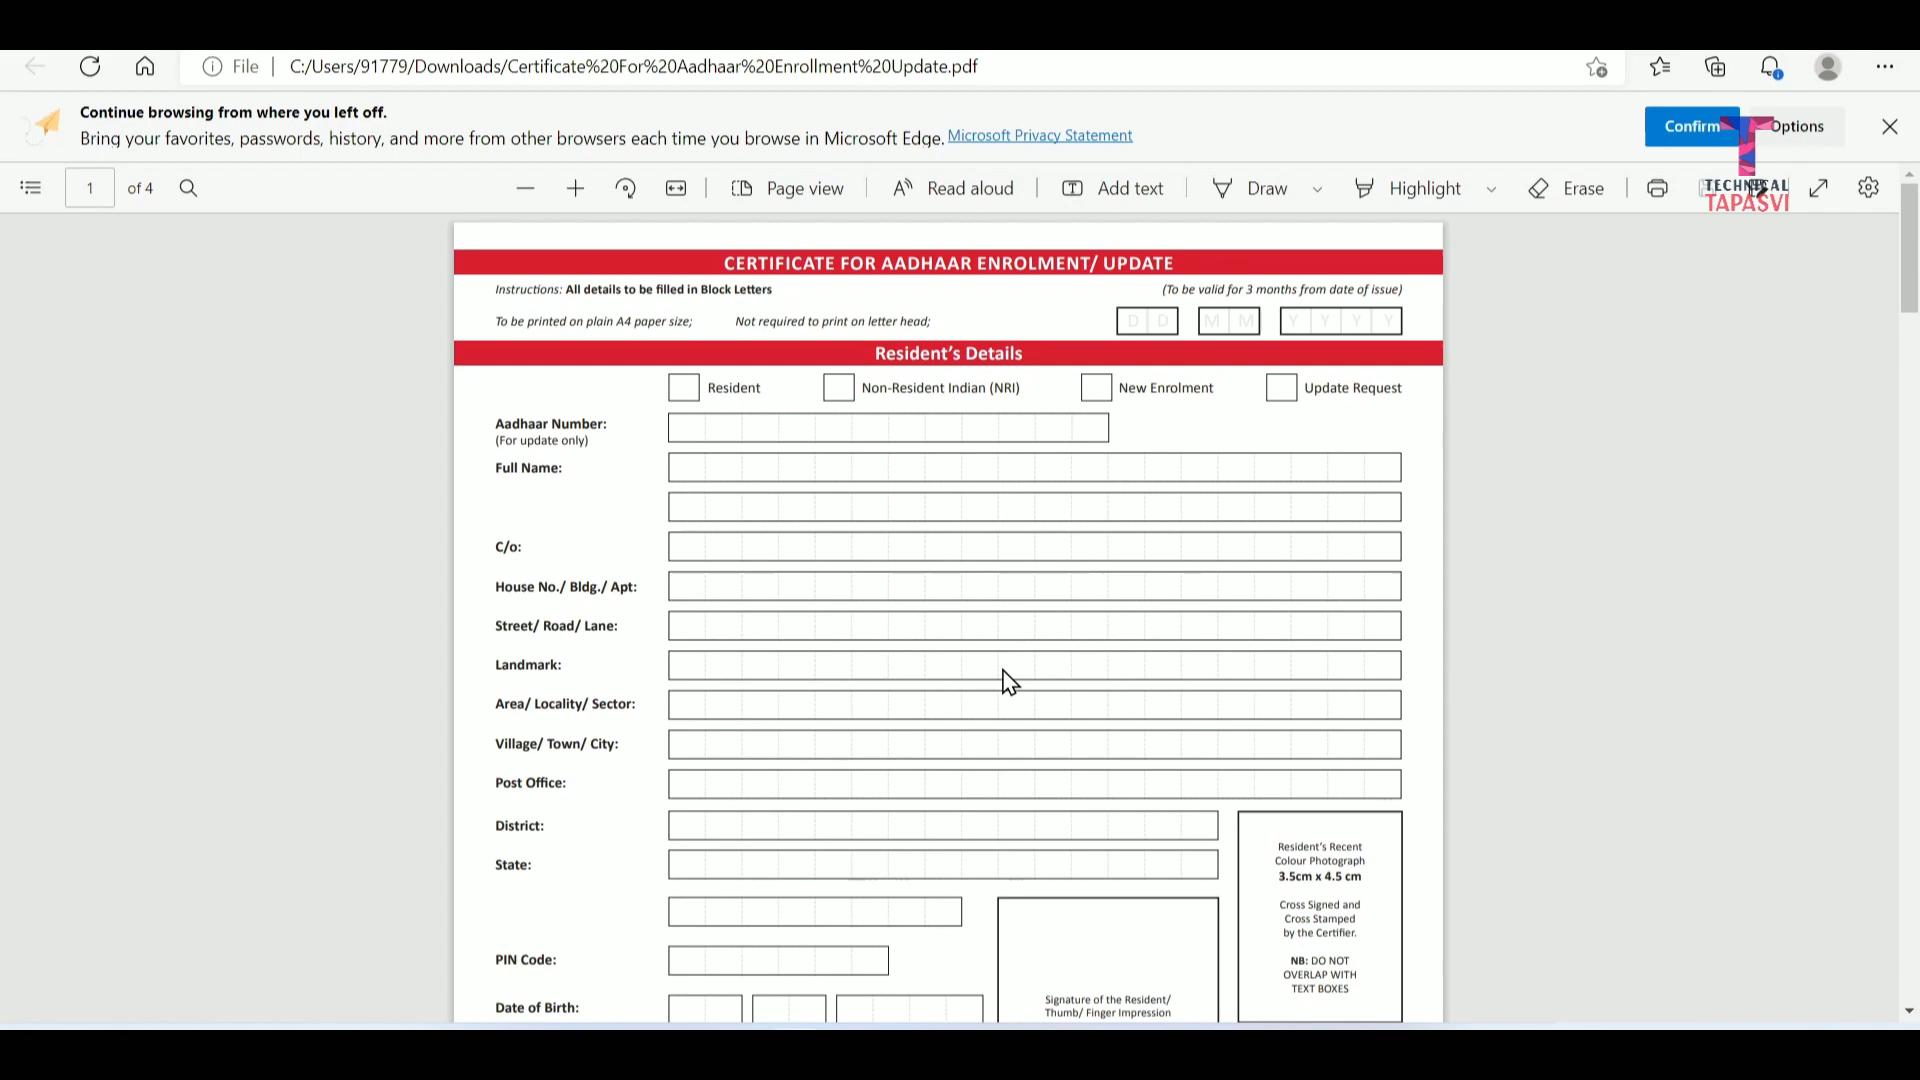 File | C:/Users/91779/Downloads/Certificate%20For%20Aadhaar%20Enrollment%20Update.pdf
Continue browsing from where you left off.
Bring your favorites, passwords, history, and more from other browsers each time you browse in Microsoft Edge. Microsoft Privacy Statement
Confirm
Options
1 of 4
Page view
Read aloud
Add text
Draw
Highlight
Erase
TECHNICAL
TAPASVI
CERTIFICATE FOR AADHAAR ENROLMENT/ UPDATE
Instructions: All details to be filled in Block Letters
(To be valid for 3 months from date of issue)
To be printed on plain A4 paper size;
Not required to print on letter head;
D D M M Y Y Y Y
Resident's Details
Resident
Non-Resident Indian (NRI)
New Enrolment
Update Request
Aadhaar Number:
(For update only)
Full Name:
C/o:
House No./ Bldg./ Apt:
Street/ Road/ Lane:
Landmark:
Area/ Locality/ Sector:
Village/ Town/ City:
Post Office:
District:
State:
PIN Code:
Date of Birth:
Signature of the Resident/
Thumb/ Finger Impression
Resident's Recent
Colour Photograph
3.5cm x 4.5 cm
Cross Signed and
Cross Stamped
by the Certifier.
NB: DO NOT
OVERLAP WITH
TEXT BOXES